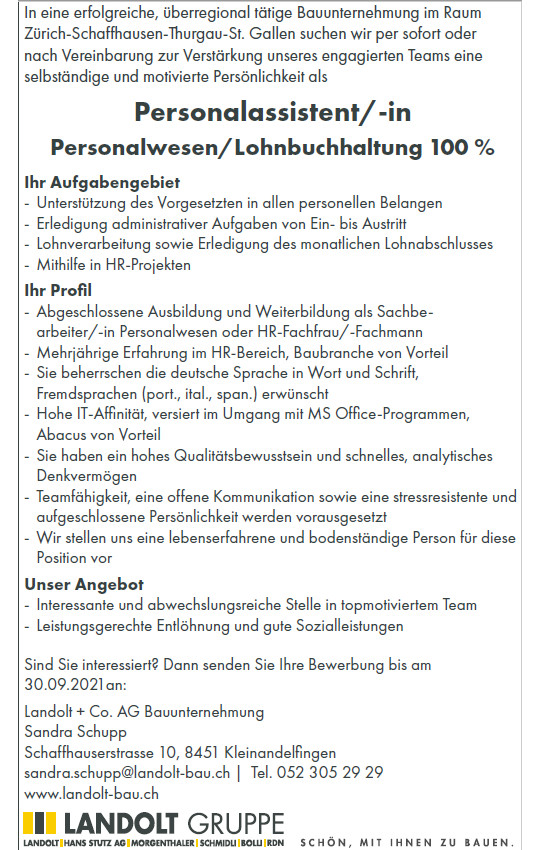 In eine erfolgreiche, überregional tätige Bauunternehmung im Raum
Zürich-Schaffhausen-Thurgau-St. Gallen suchen wir per sofort oder
nach Vereinbarung zur Verstärkung unseres engagierten Teams eine
selbständige und motivierte Persönlichkeit als
Personalassistent/-in
Personalwesen/Lohnbuchhaltung 100 %
Ihr Aufgabengebiet
- Unterstützung des Vorgesetzten in allen personellen Belangen
- Erledigung administrativer Aufgaben von Ein- bis Austritt
- Lohnverarbeitung sowie Erledigung des monatlichen Lohnabschlusses
- Mithilfe in HR-Projekten
Ihr Profil
- Abgeschlossene Ausbildung und Weiterbildung als Sachbe-
arbeiter/-in Personalwesen oder HR-Fachfrau/-Fachmann
- Mehrjährige Erfahrung im HR-Bereich, Baubranche von Vorteil
- Sie beherrschen die deutsche Sprache in Wort und Schrift,
Fremdsprachen (port., ital., span.) erwünscht
- Hohe IT-Affinität, versiert im Umgang mit MS Office-Programmen,
Abacus von Vorteil
- Sie haben ein hohes Qualitätsbewusstsein und schnelles, analytisches
Denkvermögen
- Teamfähigkeit, eine offene Kommunikation sowie eine stressresistente und
aufgeschlossene Persönlichkeit werden vorausgesetzt
- Wir stellen uns eine lebenserfahrene und bodenständige Person für diese
Position vor
Unser Angebot
- Interessante und abwechslungsreiche Stelle in topmotiviertem Team
- Leistungsgerechte Entlöhnung und gute Sozialleistungen
Sind Sie interessiert? Dann senden Sie Ihre Bewerbung bis am
30.09.2021an:
Landolt + Co. AG Bauunternehmung
Sandra Schupp
Schaffhauserstrasse 10, 8451 Kleinandelfingen
sandra.schupp@landolt-bau.ch | Tel. 052 305 29 29
www.landolt-bau.ch
LANDOLT GRUPPE
LANDOLT|HANS STUTZ AG|MORGENTHALER|SCHMIDLI|BOLLI|RDN SCHÖN, MIT IHNEN ZU BAUEN.